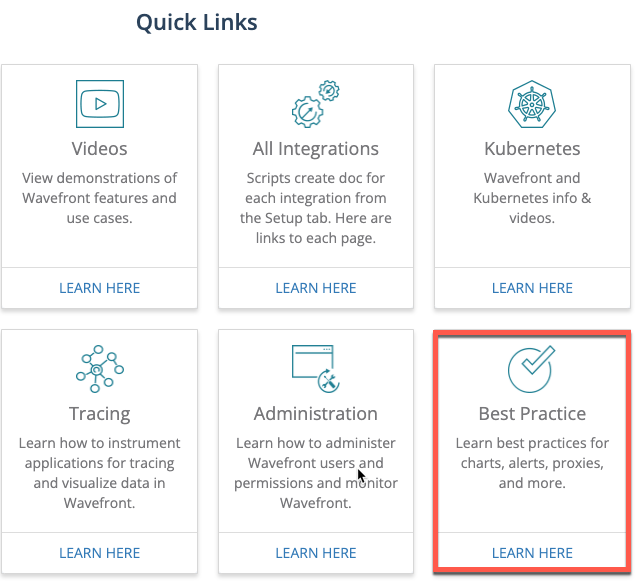 Quick Links
Videos
View demonstrations of
Wavefront features and
use cases.
LEARN HERE
All Integrations
Scripts create doc for
each integration from
the Setup tab. Here are
links to each page.
LEARN HERE
Kubernetes
Wavefront and
Kubernetes info &
videos.
LEARN HERE
Tracing
Learn how to instrument
applications for tracing
and visualize data in
Wavefront.
LEARN HERE
Administration
Learn how to administer
Wavefront users and
permissions and monitor
Wavefront.
LEARN HERE
Best Practice
Learn best practices for
charts, alerts, proxies,
and more.
LEARN HERE